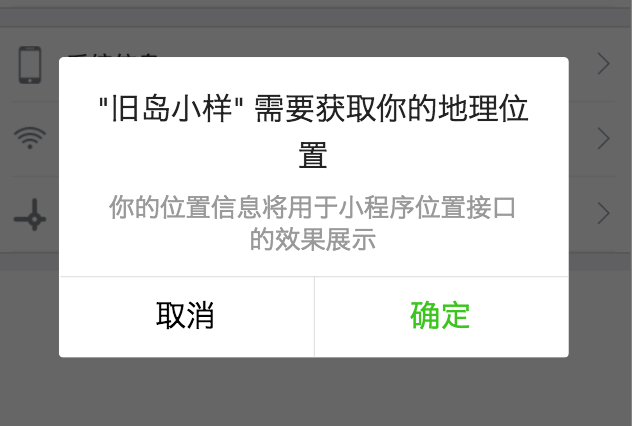 "旧岛小样" 需要获取你的地理位
置
你的位置信息将用于小程序位置接口
的效果展示
取消
确定